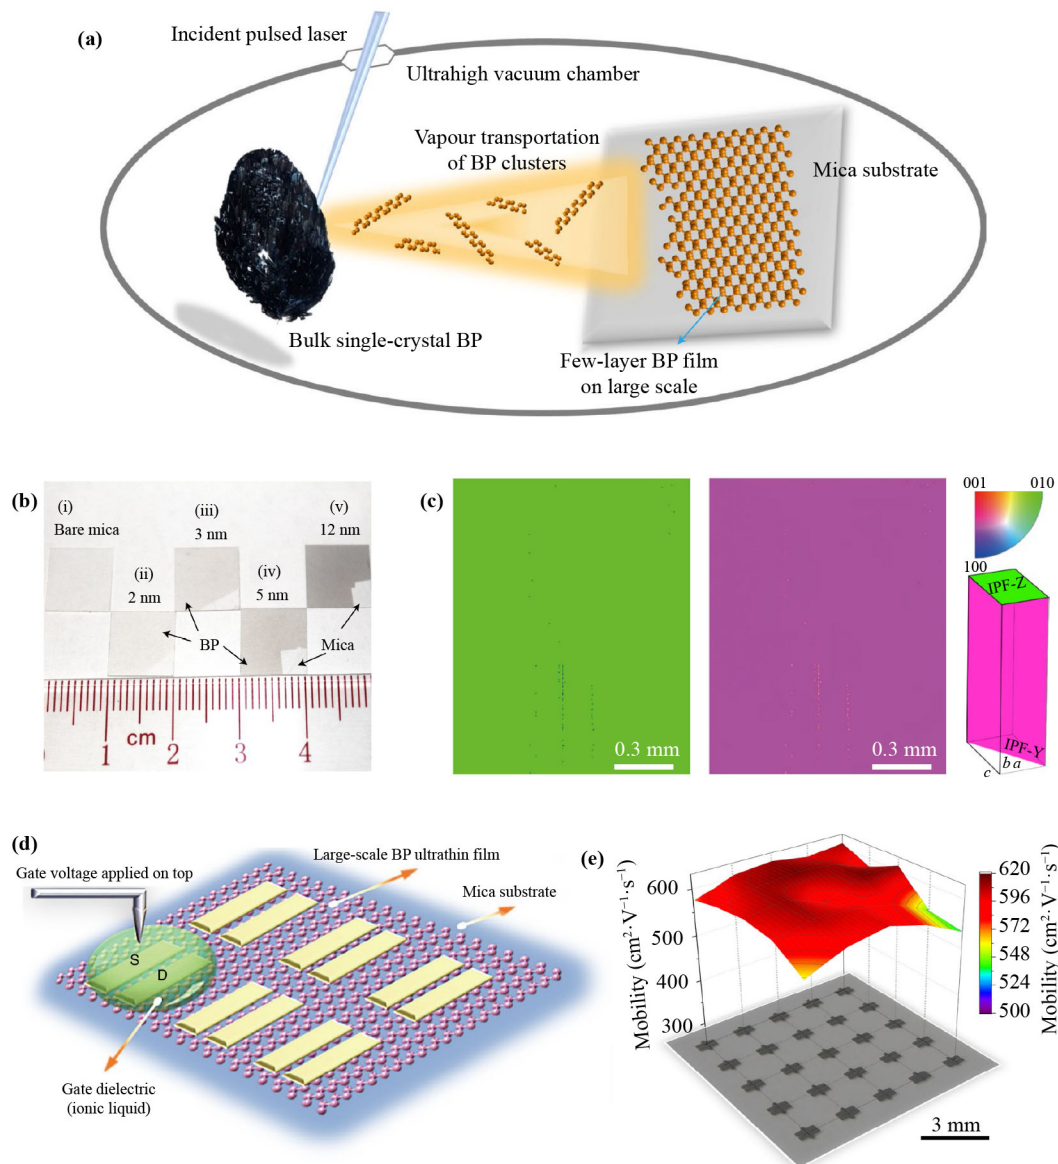 (a)
Incident pulsed laser
Ultrahigh vacuum chamber
Vapour transportation
of BP clusters
Mica substrate
Bulk single-crystal BP
Few-layer BP film
on large scale
(b)
(i)
Bare mica
(ii)
2 nm
(iii)
3 nm
(iv)
5 nm
(v)
12 nm
BP
Mica
1 cm 2 3 4
(c)
0.3 mm
0.3 mm
001 010
100
IPF-Z
IPF-Y
c b a
(d)
Gate voltage applied on top
Large-scale BP ultrathin film
Mica substrate
S
D
Gate dielectric
(ionic liquid)
(e)
Mobility (cm²·V⁻¹·s⁻¹)
600
500
400
300
620
596
572
548
524
500
Mobility (cm²·V⁻¹·s⁻¹)
3 mm